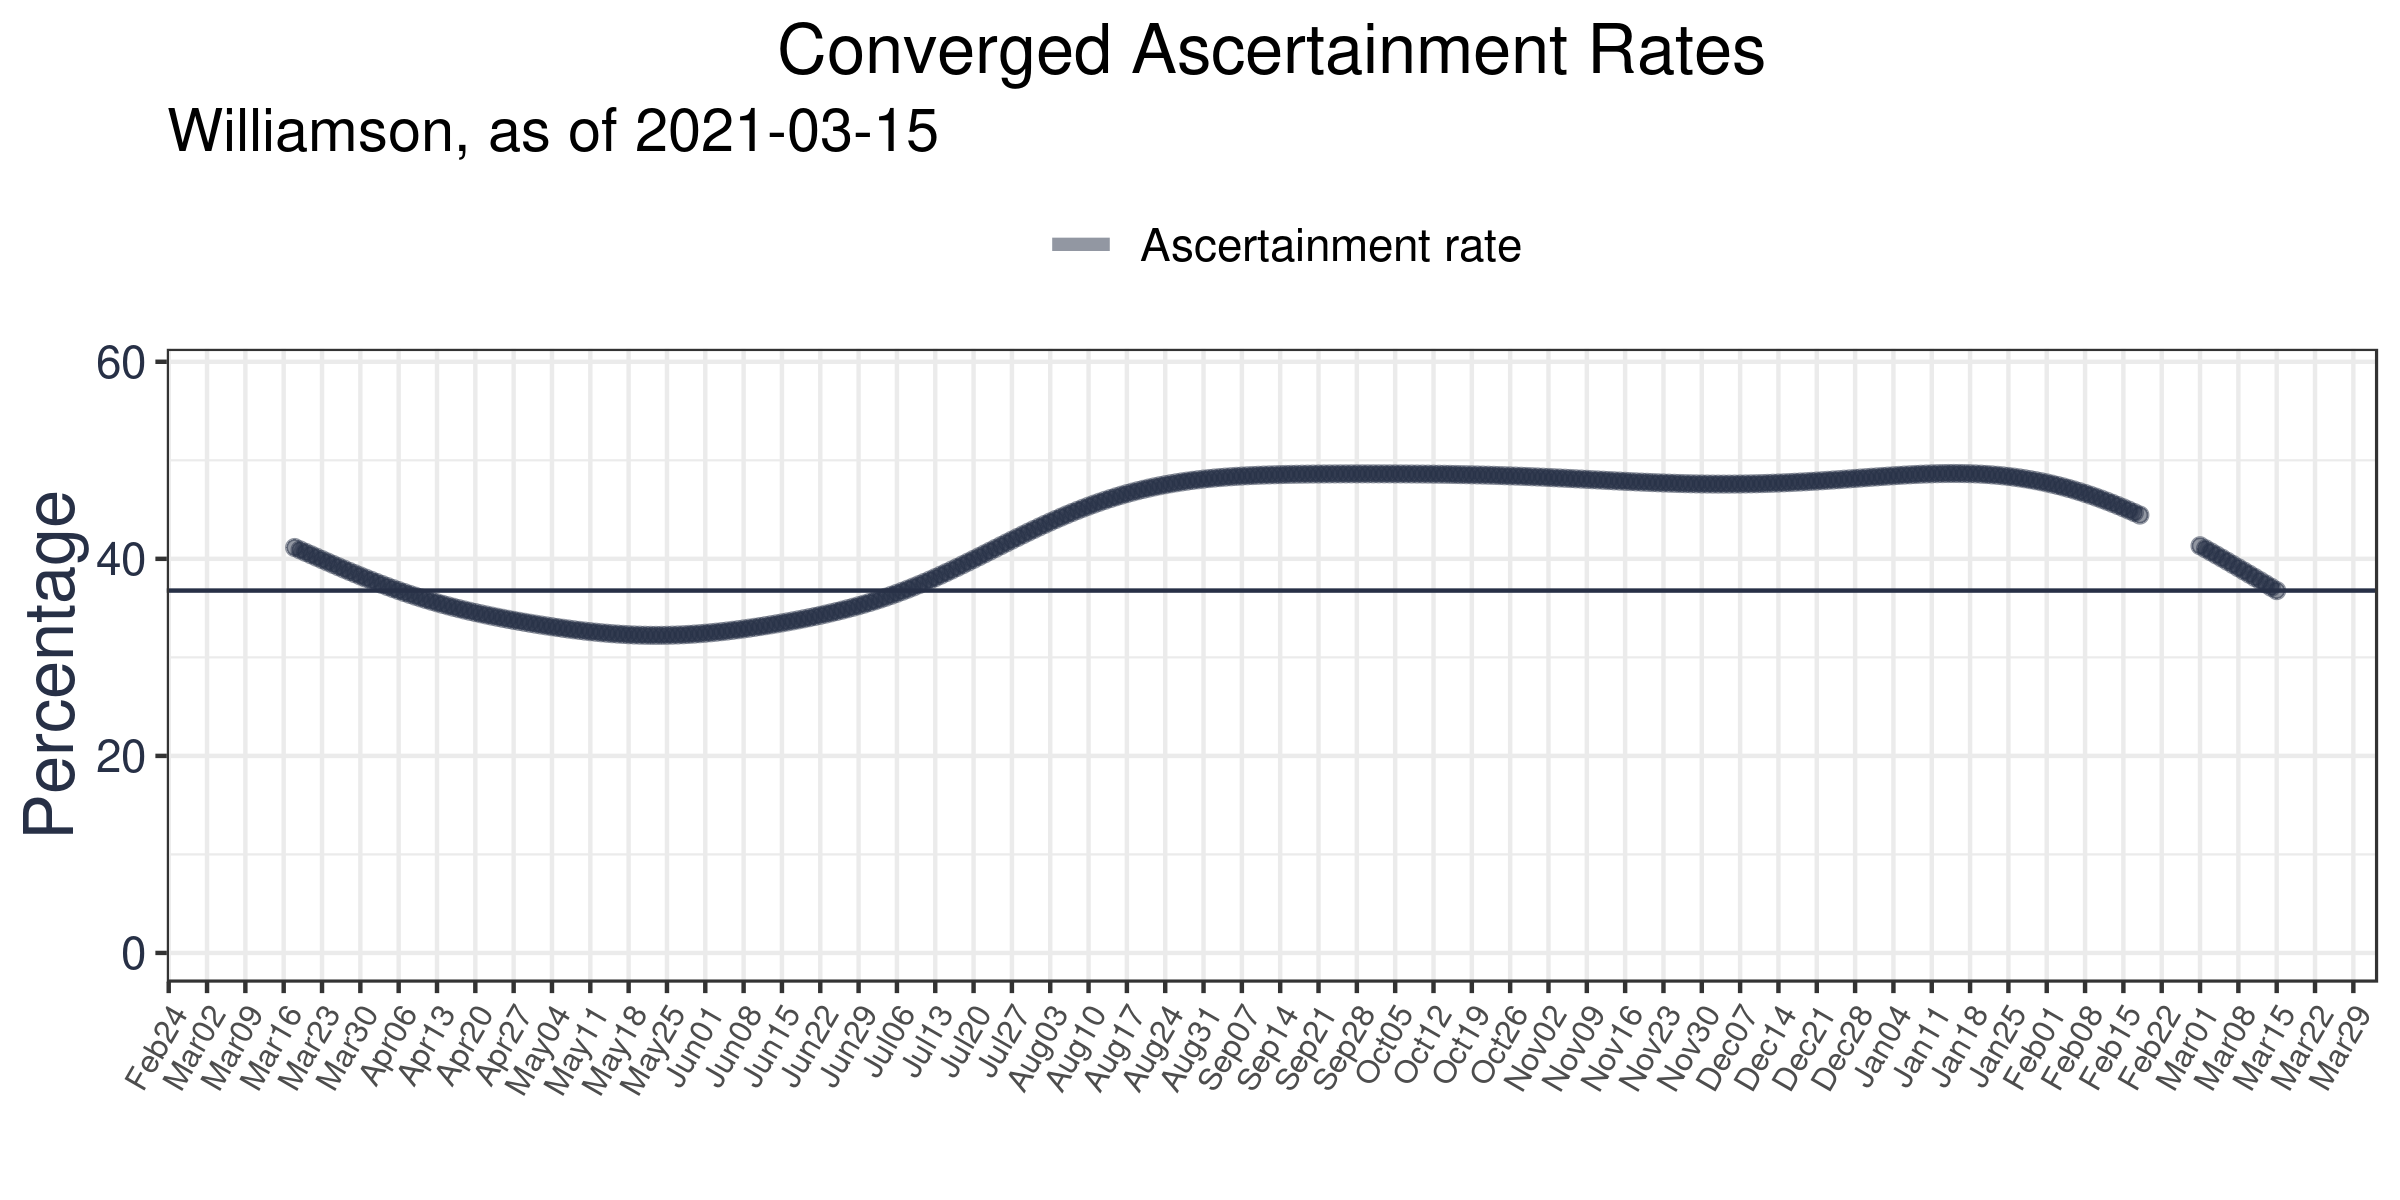 Converged Ascertainment Rates
Williamson, as of 2021-03-15
Ascertainment rate
Percentage
60
40
20
0
Feb24 Mar02 Mar09 Mar16 Mar23 Mar30 Apr06 Apr13 Apr20 Apr27 May04 May11 May18 May25 Jun01 Jun08 Jun15 Jun22 Jun29 Jul06 Jul13 Jul20 Jul27 Aug03 Aug10 Aug17 Aug24 Aug31 Sep07 Sep14 Sep21 Sep28 Oct05 Oct12 Oct19 Oct26 Nov02 Nov09 Nov16 Nov23 Nov30 Dec07 Dec14 Dec21 Dec28 Jan04 Jan11 Jan18 Jan25 Feb01 Feb08 Feb15 Feb22 Mar01 Mar08 Mar15 Mar22 Mar29